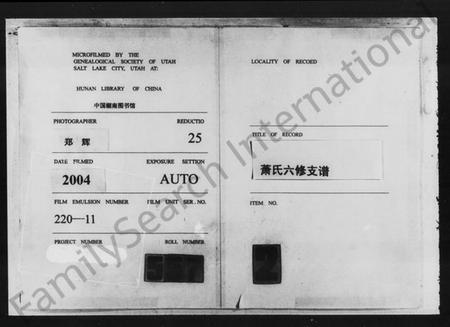 MICROFILMED BY THE
GENEALOGICAL SOCIETY OF UTAH
SALT LAKE CITY, UTAH AT:
HUNAN LIBRARY OF CHINA
中国湖南图书馆
PHOTOGRAPHER
REDUCTIO
郑 辉
25
DATE FILMED
EXPOSURE SETTION
2004
AUTO
FILM EMULSION NUMBER
FILM UNIT SER. NO.
220—11
PROJECT NUMBER
ROLL NUMBER
LOCALITY OF RECORD
TITLE OF RECORD
萧氏六修支谱
ITEM NO.
2
FamilySearch International